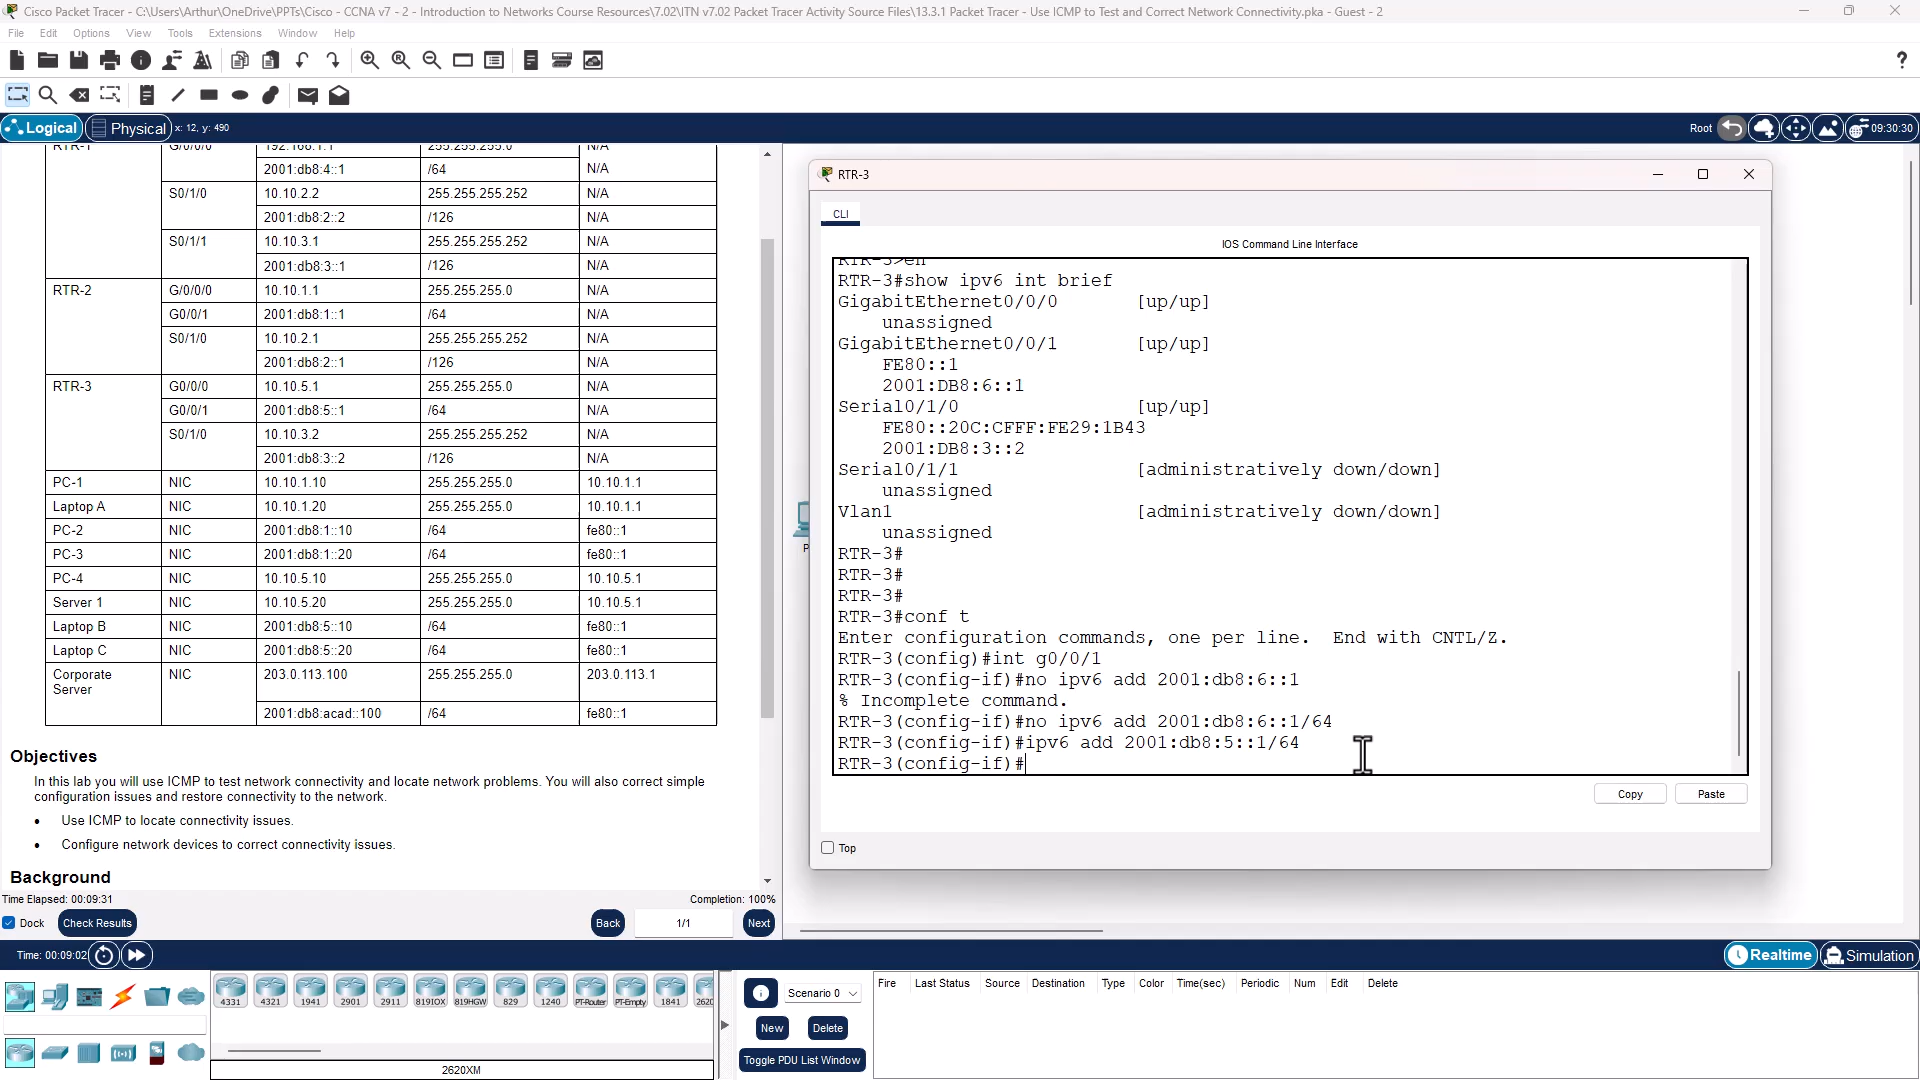 Cisco Packet Tracer - C:\Users\Arthur\OneDrive\PPTs\Cisco - CCNA v7 - 2 - Introduction to Networks Course Resources\7.02\ITN v7.02 Packet Tracer Activity Source Files\13.3.1 Packet Tracer - Use ICMP to Test and Correct Network Connectivity.pka - Guest - 2
File Edit Options View Tools Extensions Window Help
Logical Physical x: 12, y: 490 Root 09:30:30
RTR-1 G/0/0/0 192.168.1.1 255.255.255.0 N/A
2001:db8:4::1 /64 N/A
S0/1/0 10.10.2.2 255.255.255.252 N/A
2001:db8:2::2 /126 N/A
S0/1/1 10.10.3.1 255.255.255.252 N/A
2001:db8:3::1 /126 N/A
RTR-2 G/0/0/0 10.10.1.1 255.255.255.0 N/A
G0/0/1 2001:db8:1::1 /64 N/A
S0/1/0 10.10.2.1 255.255.255.252 N/A
2001:db8:2::1 /126 N/A
RTR-3 G0/0/0 10.10.5.1 255.255.255.0 N/A
G0/0/1 2001:db8:5::1 /64 N/A
S0/1/0 10.10.3.2 255.255.255.252 N/A
2001:db8:3::2 /126 N/A
PC-1 NIC 10.10.1.10 255.255.255.0 10.10.1.1
Laptop A NIC 10.10.1.20 255.255.255.0 10.10.1.1
PC-2 NIC 2001:db8:1::10 /64 fe80::1
PC-3 NIC 2001:db8:1::20 /64 fe80::1
PC-4 NIC 10.10.5.10 255.255.255.0 10.10.5.1
Server 1 NIC 10.10.5.20 255.255.255.0 10.10.5.1
Laptop B NIC 2001:db8:5::10 /64 fe80::1
Laptop C NIC 2001:db8:5::20 /64 fe80::1
Corporate Server NIC 203.0.113.100 255.255.255.0 203.0.113.1
2001:db8:acad::100 /64 fe80::1
Objectives
In this lab you will use ICMP to test network connectivity and locate network problems. You will also correct simple
configuration issues and restore connectivity to the network.
• Use ICMP to locate connectivity issues.
• Configure network devices to correct connectivity issues.
Background
Time Elapsed: 00:09:31 Completion: 100%
Dock Check Results Back 1/1 Next
RTR-3
CLI
IOS Command Line Interface
RTR-3>en
RTR-3#show ipv6 int brief
GigabitEthernet0/0/0 [up/up]
unassigned
GigabitEthernet0/0/1 [up/up]
FE80::1
2001:DB8:6::1
Serial0/1/0 [up/up]
FE80::20C:CFFF:FE29:1B43
2001:DB8:3::2
Serial0/1/1 [administratively down/down]
unassigned
Vlan1 [administratively down/down]
unassigned
RTR-3#
RTR-3#
RTR-3#
RTR-3#conf t
Enter configuration commands, one per line. End with CNTL/Z.
RTR-3(config)#int g0/0/1
RTR-3(config-if)#no ipv6 add 2001:db8:6::1
% Incomplete command.
RTR-3(config-if)#no ipv6 add 2001:db8:6::1/64
RTR-3(config-if)#ipv6 add 2001:db8:5::1/64
RTR-3(config-if)#
Copy Paste
Top
P
Time: 00:09:02 Realtime Simulation
4331 4321 1941 2901 2911 819IOX 819HGW 829 1240 PT-Router PT-Empty 1841 2620
2620XM
Scenario 0
New Delete
Toggle PDU List Window
Fire Last Status Source Destination Type Color Time(sec) Periodic Num Edit Delete